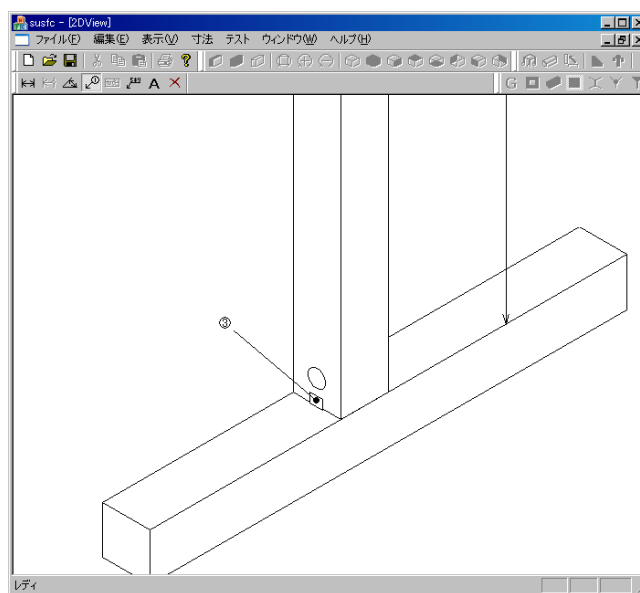 susfc - [2DView]
ファイル(F) 編集(E) 表示(V) 寸法 テスト ウィンドウ(W) ヘルプ(H)
A G
③
レディ